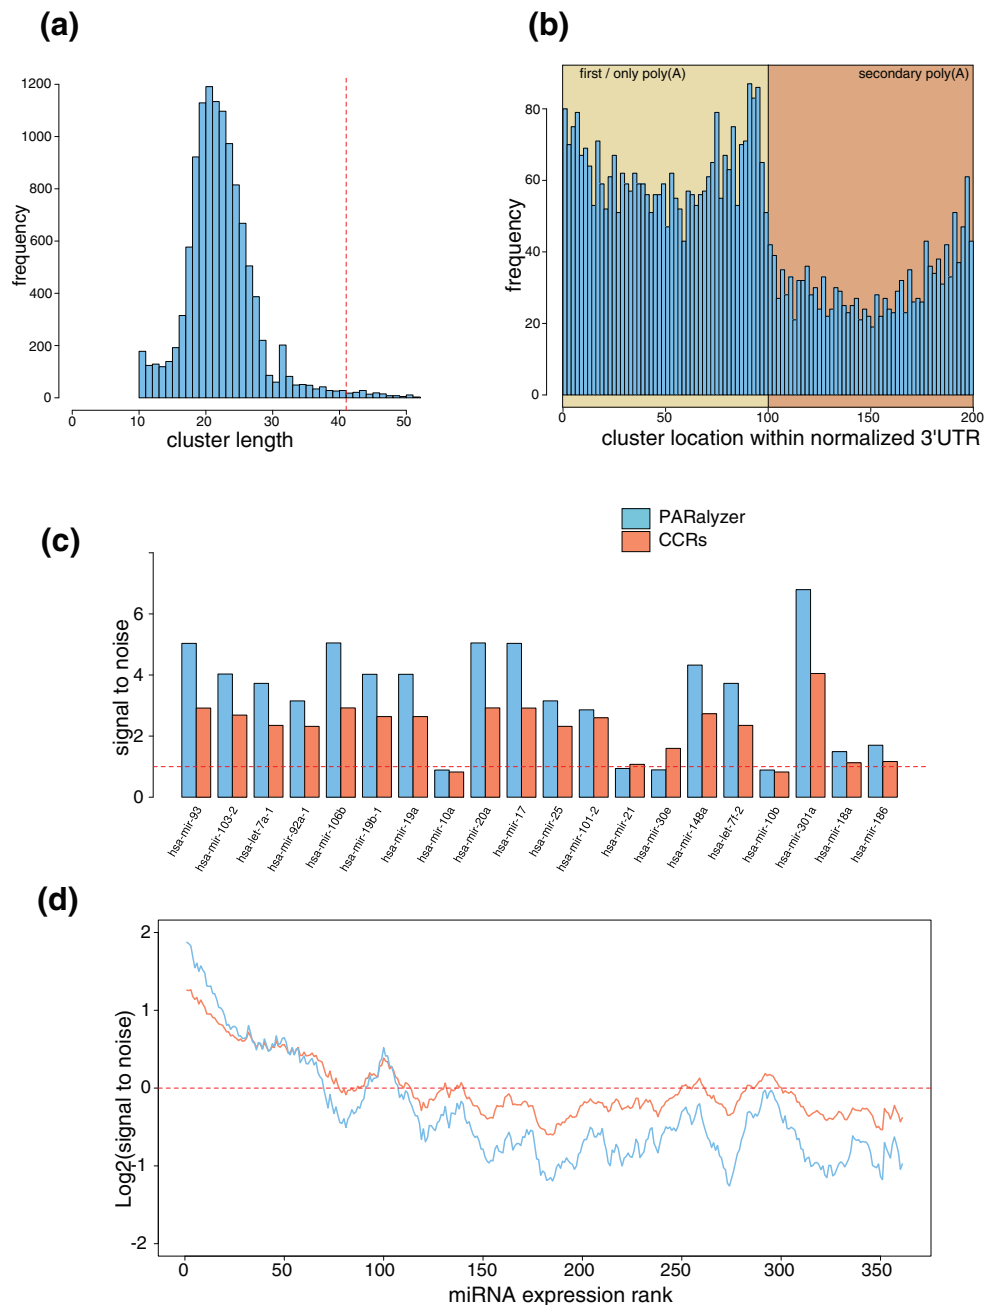 (a)
1200
1000
800
600
400
200
0
frequency
0
10
20
30
40
50
cluster length
(b)
first / only poly(A)
secondary poly(A)
80
60
40
20
0
frequency
0
50
100
150
200
cluster location within normalized 3'UTR
(c)
PARalyzer
CCRs
6
4
2
0
signal to noise
hsa-mir-93
hsa-mir-103-2
hsa-let-7a-1
hsa-mir-92a-1
hsa-mir-106b
hsa-mir-19b-1
hsa-mir-19a
hsa-mir-10a
hsa-mir-20a
hsa-mir-17
hsa-mir-25
hsa-mir-101-2
hsa-mir-21
hsa-mir-30e
hsa-mir-148a
hsa-let-7f-2
hsa-mir-10b
hsa-mir-301a
hsa-mir-18a
hsa-mir-186
(d)
2
1
0
-1
-2
Log2(signal to noise)
0
50
100
150
200
250
300
350
miRNA expression rank